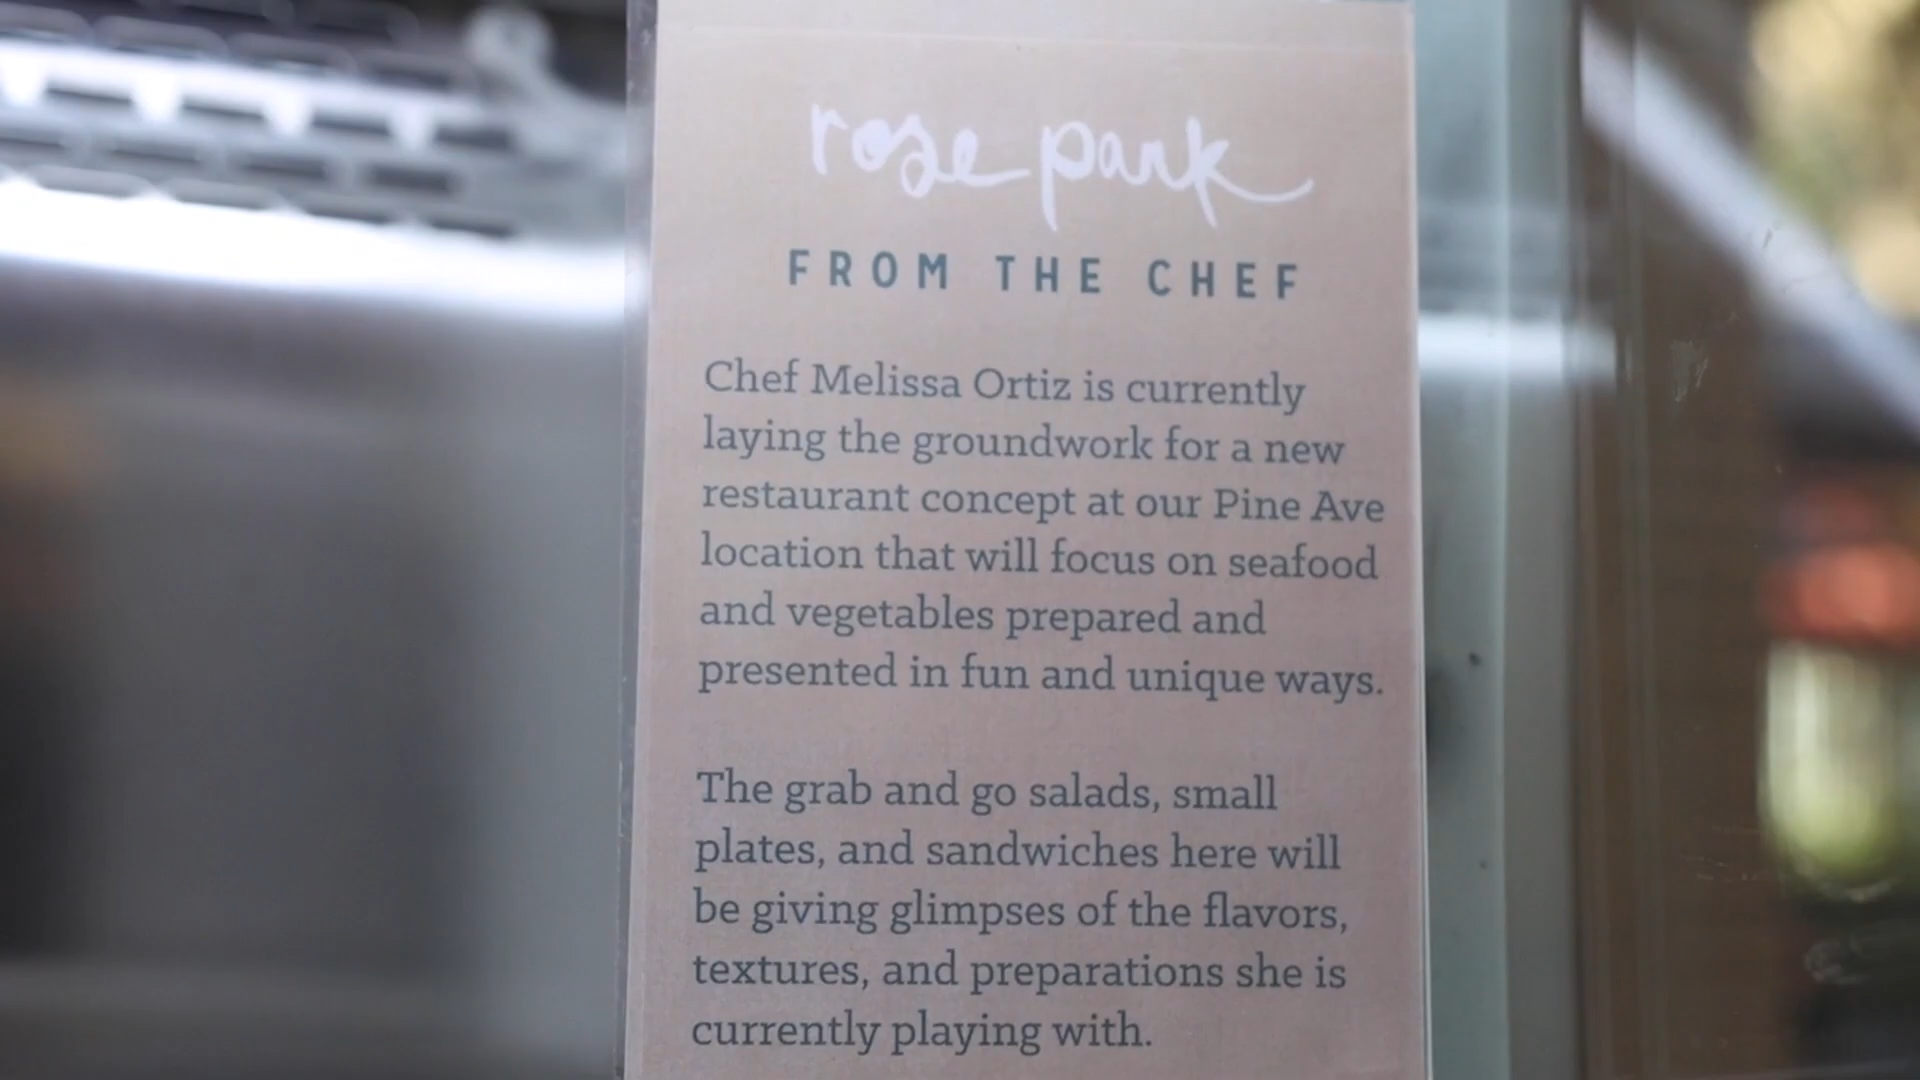 rose park
FROM THE CHEF
Chef Melissa Ortiz is currently
laying the groundwork for a new
restaurant concept at our Pine Ave
location that will focus on seafood
and vegetables prepared and
presented in fun and unique ways.
The grab and go salads, small
plates, and sandwiches here will
be giving glimpses of the flavors,
textures, and preparations she is
currently playing with.